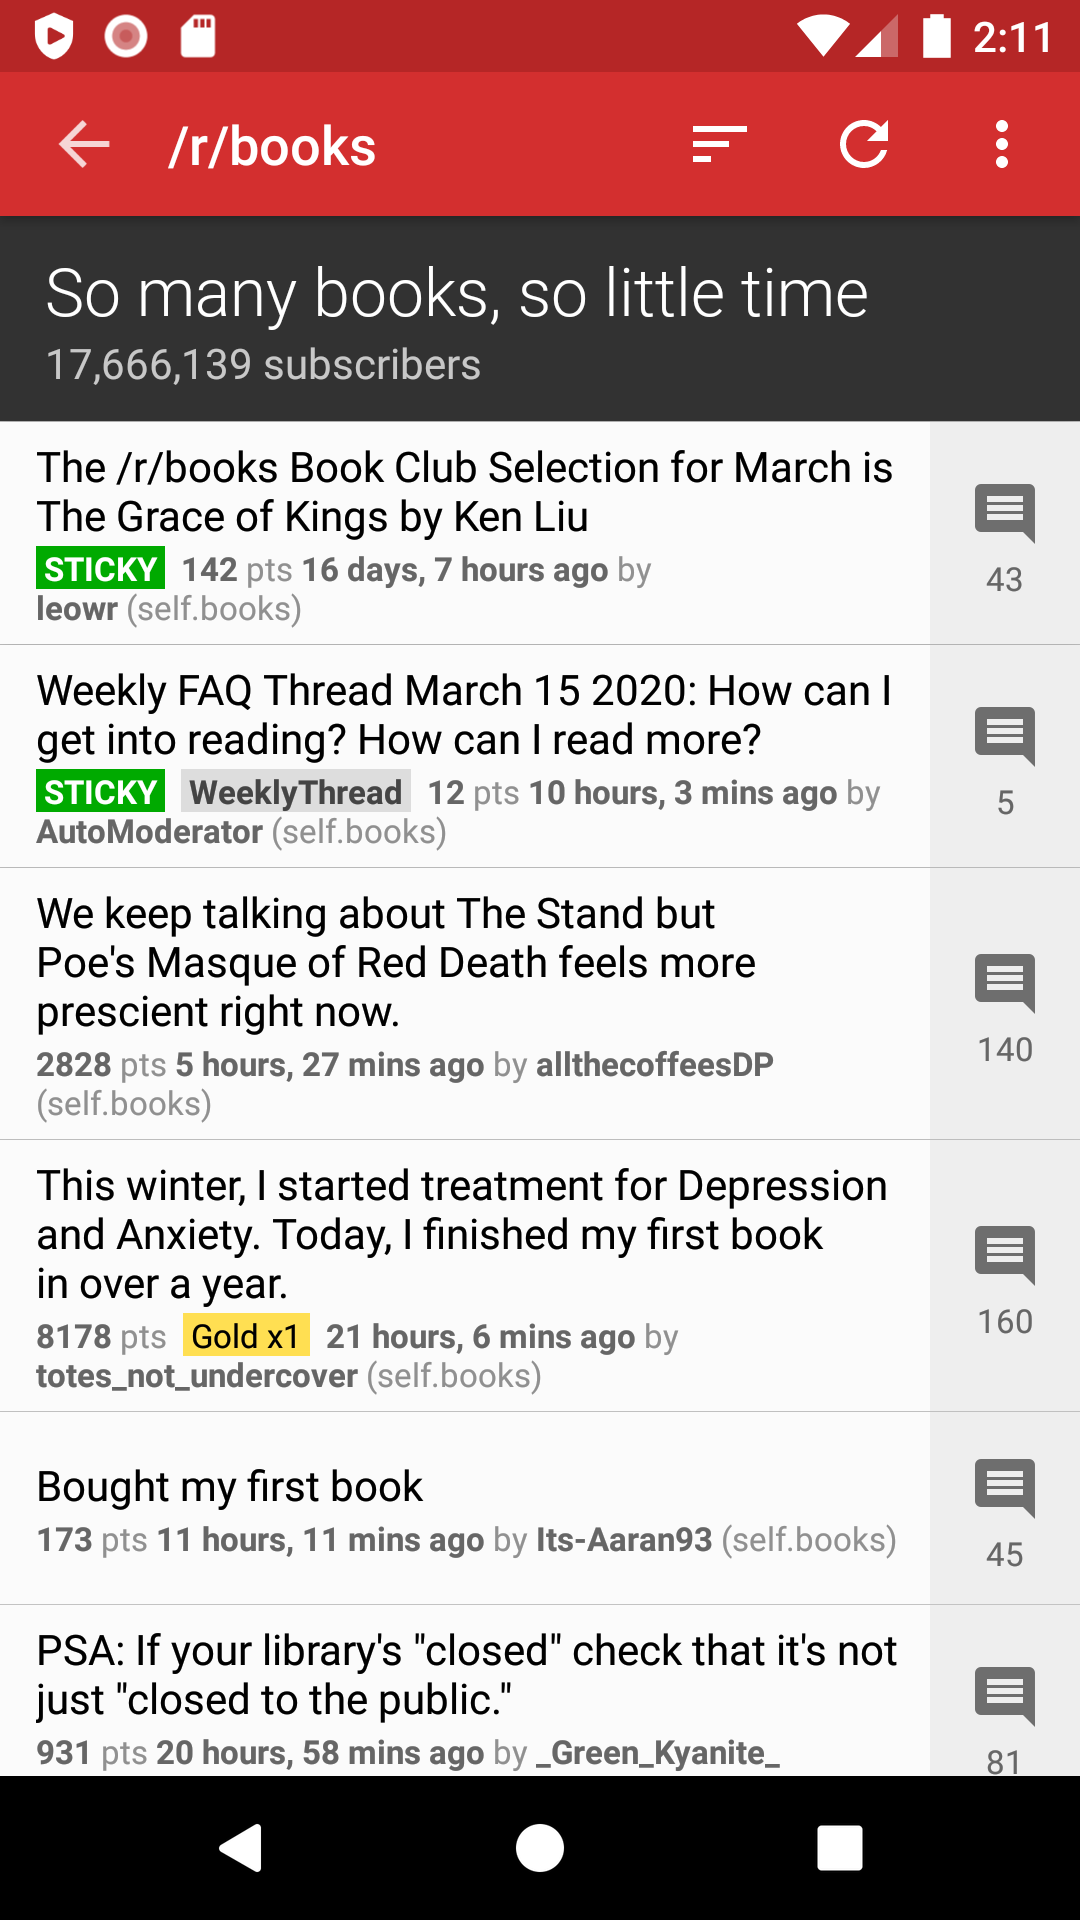 2:11
/r/books
So many books, so little time
17,666,139 subscribers
The /r/books Book Club Selection for March is
The Grace of Kings by Ken Liu
STICKY 142 pts 16 days, 7 hours ago by
leowr (self.books)
43
Weekly FAQ Thread March 15 2020: How can I
get into reading? How can I read more?
STICKY WeeklyThread 12 pts 10 hours, 3 mins ago by
AutoModerator (self.books)
5
We keep talking about The Stand but
Poe's Masque of Red Death feels more
prescient right now.
2828 pts 5 hours, 27 mins ago by allthecoffeesDP
(self.books)
140
This winter, I started treatment for Depression
and Anxiety. Today, I finished my first book
in over a year.
8178 pts Gold x1 21 hours, 6 mins ago by
totes_not_undercover (self.books)
160
Bought my first book
173 pts 11 hours, 11 mins ago by Its-Aaran93 (self.books)
45
PSA: If your library's "closed" check that it's not
just "closed to the public."
931 pts 20 hours, 58 mins ago by _Green_Kyanite_
81